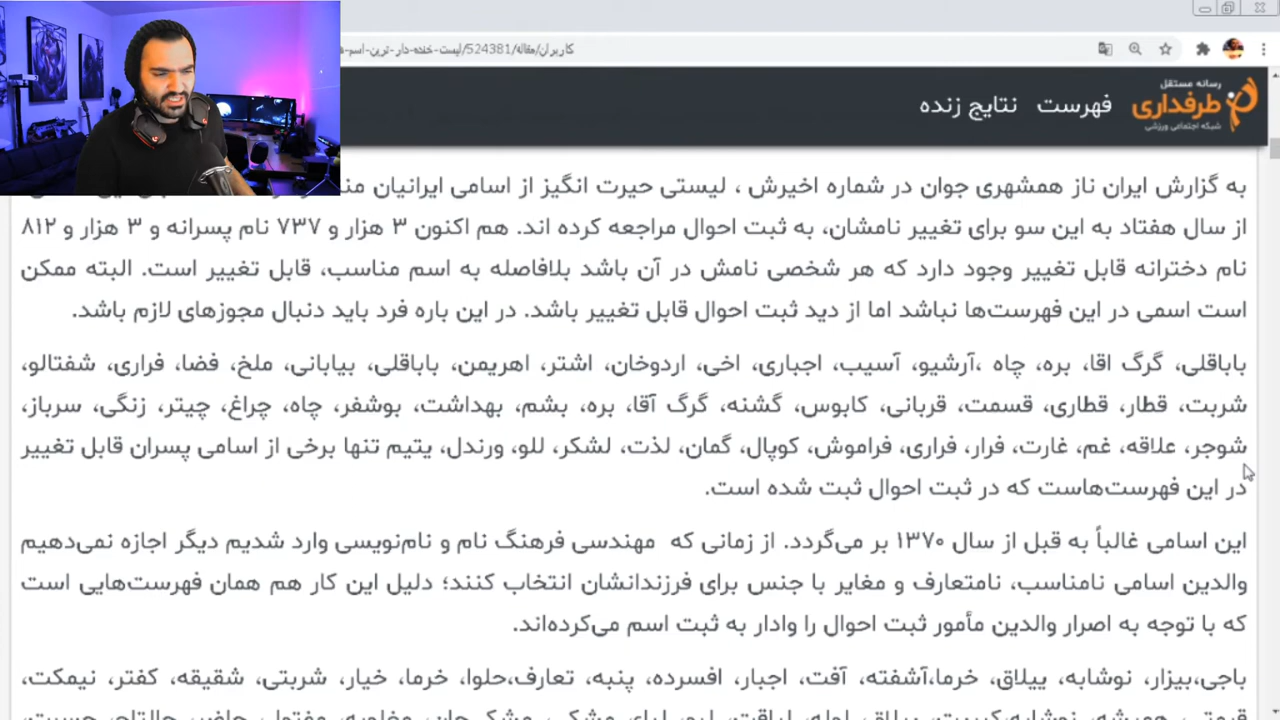 کاربران/مقاله/524381/لیست-خنده-دار-ترین-اسم-ه
رسانه مستقل
طرفداری
شبکه اجتماعی ورزشی
فهرست
نتایج زنده
به گزارش ایران ناز همشهری جوان در شماره اخیرش ، لیستی حیرت انگیز از اسامی ایرانیان
از سال هفتاد به این سو برای تغییر نامشان، به ثبت احوال مراجعه کرده اند. هم اکنون ۳ هزار و ۷۳۷ نام پسرانه و ۳ هزار و ۸۱۲
نام دخترانه قابل تغییر وجود دارد که هر شخصی نامش در آن باشد بلافاصله به اسم مناسب، قابل تغییر است. البته ممکن
است اسمی در این فهرست‌ها نباشد اما از دید ثبت احوال قابل تغییر باشد. در این باره فرد باید دنبال مجوزهای لازم باشد.
باباقلی، گرگ اقا، بره، چاه ،آرشیو، آسیب، اجباری، اخی، اردوخان، اشتر، اهریمن، باباقلی، بیابانی، ملخ، فضا، فراری، شفتالو،
شربت، قطار، قطاری، قسمت، قربانی، کابوس، گشنه، گرگ آقا، بره، بشم، بهداشت، بوشفر، چاه، چراغ، چیتر، زنگی، سرباز،
شوجر، علاقه، غم، غارت، فرار، فراری، فراموش، کوپال، گمان، لذت، لشکر، للو، ورندل، یتیم تنها برخی از اسامی پسران قابل تغییر
در این فهرست‌هاست که در ثبت احوال ثبت شده است.
این اسامی غالباً به قبل از سال ۱۳۷۰ بر می‌گردد. از زمانی که مهندسی فرهنگ نام و نام‌نویسی وارد شدیم دیگر اجازه نمی‌دهیم
والدین اسامی نامناسب، نامتعارف و مغایر با جنس برای فرزندانشان انتخاب کنند؛ دلیل این کار هم همان فهرست‌هایی است
که با توجه به اصرار والدین مأمور ثبت احوال را وادار به ثبت اسم می‌کرده‌اند.
باجی،بیزار، نوشابه، ییلاق، خرما،آشفته، آفت، اجبار، افسرده، پنبه، تعارف،حلوا، خرما، خیار، شربتی، شقیقه، کفتر، نیمکت،